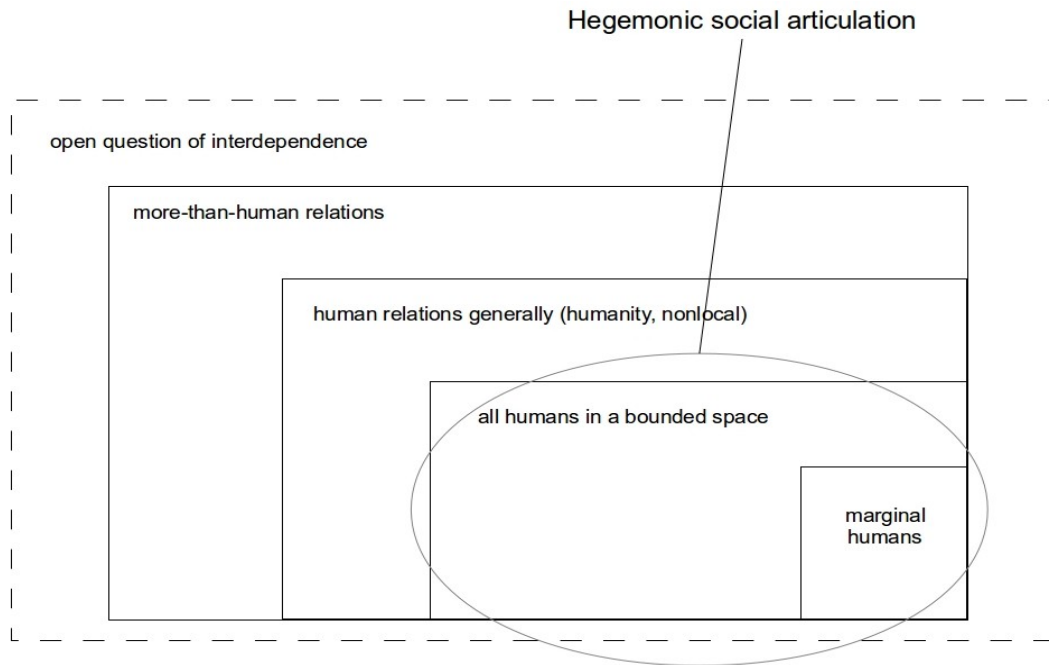 Hegemonic social articulation
open question of interdependence
more-than-human relations
human relations generally (humanity, nonlocal)
all humans in a bounded space
marginal
humans